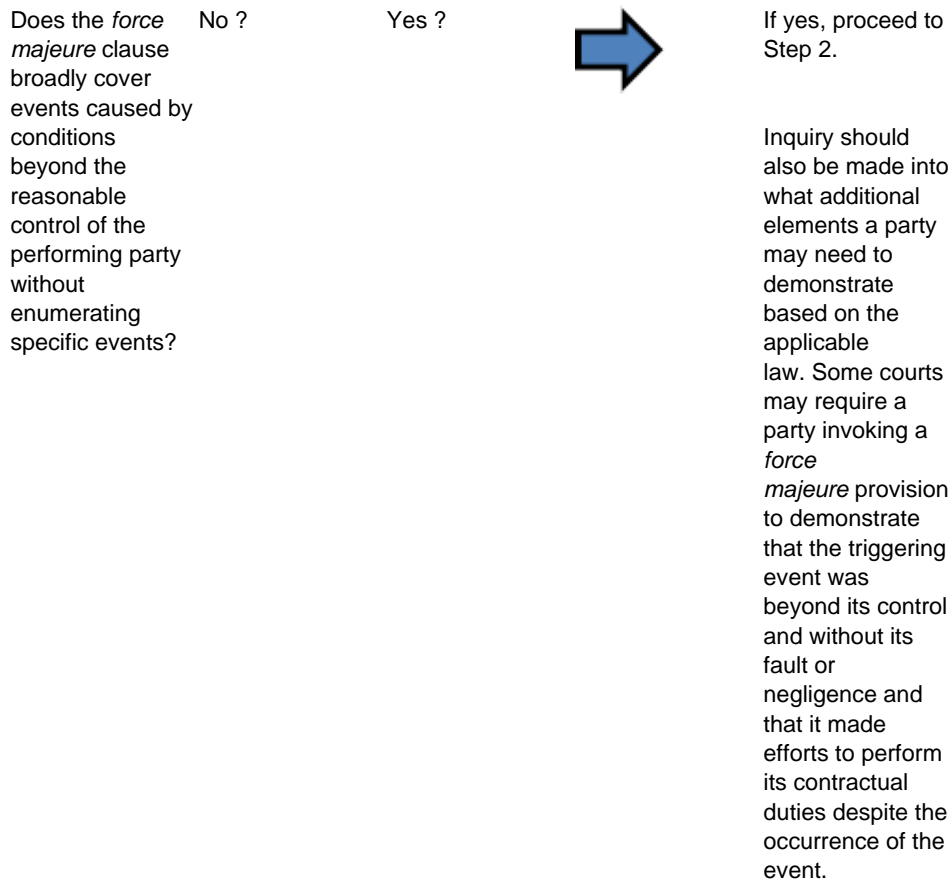 Does the force
majeure clause
broadly cover
events caused by
conditions
beyond the
reasonable
control of the
performing party
without
enumerating
specific events?
No ?
Yes ?
If yes, proceed to
Step 2.
Inquiry should
also be made into
what additional
elements a party
may need to
demonstrate
based on the
applicable
law. Some courts
may require a
party invoking a
force
majeure provision
to demonstrate
that the triggering
event was
beyond its control
and without its
fault or
negligence and
that it made
efforts to perform
its contractual
duties despite the
occurrence of the
event.